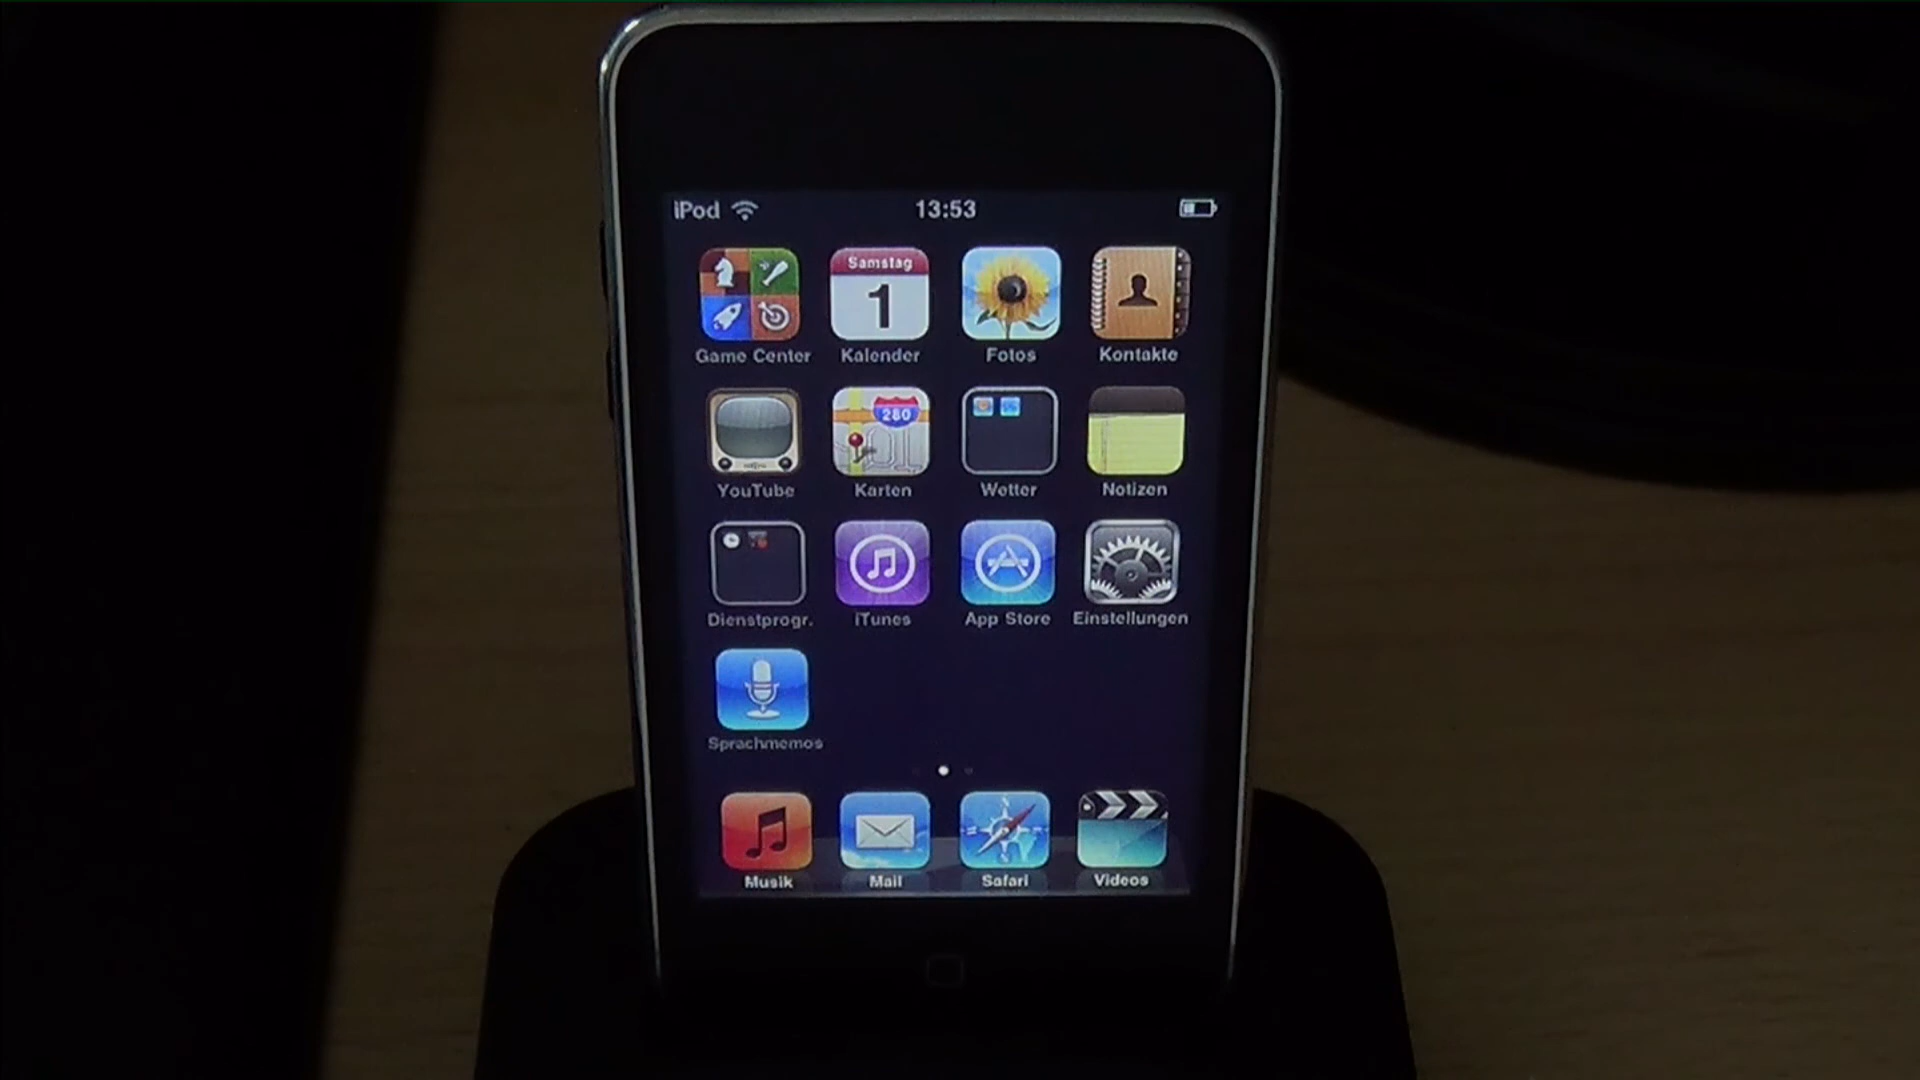 iPod 13:53
Samstag
1
Game Center Kalender Fotos Kontakte
280
YouTube Karten Wetter Notizen
Dienstprogr. iTunes App Store Einstellungen
Sprachmemos
Musik Mail Safari Videos